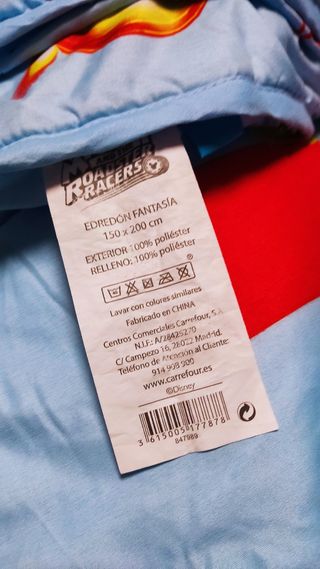 ROADSTER
RACERS
EDREDÓN FANTASÍA
150 x 200 cm
EXTERIOR 100% poliéster
RELLENO: 100% poliéster
Lavar con colores similares
Fabricado en CHINA
Centros Comerciales Carrefour, S.A.
N.I.F.: A/28425270
C/ Campezo 16, 28022 Madrid.
Teléfono de Atención al Cliente:
914 908 900
www.carrefour.es
©Disney
3 615005 177878
847989